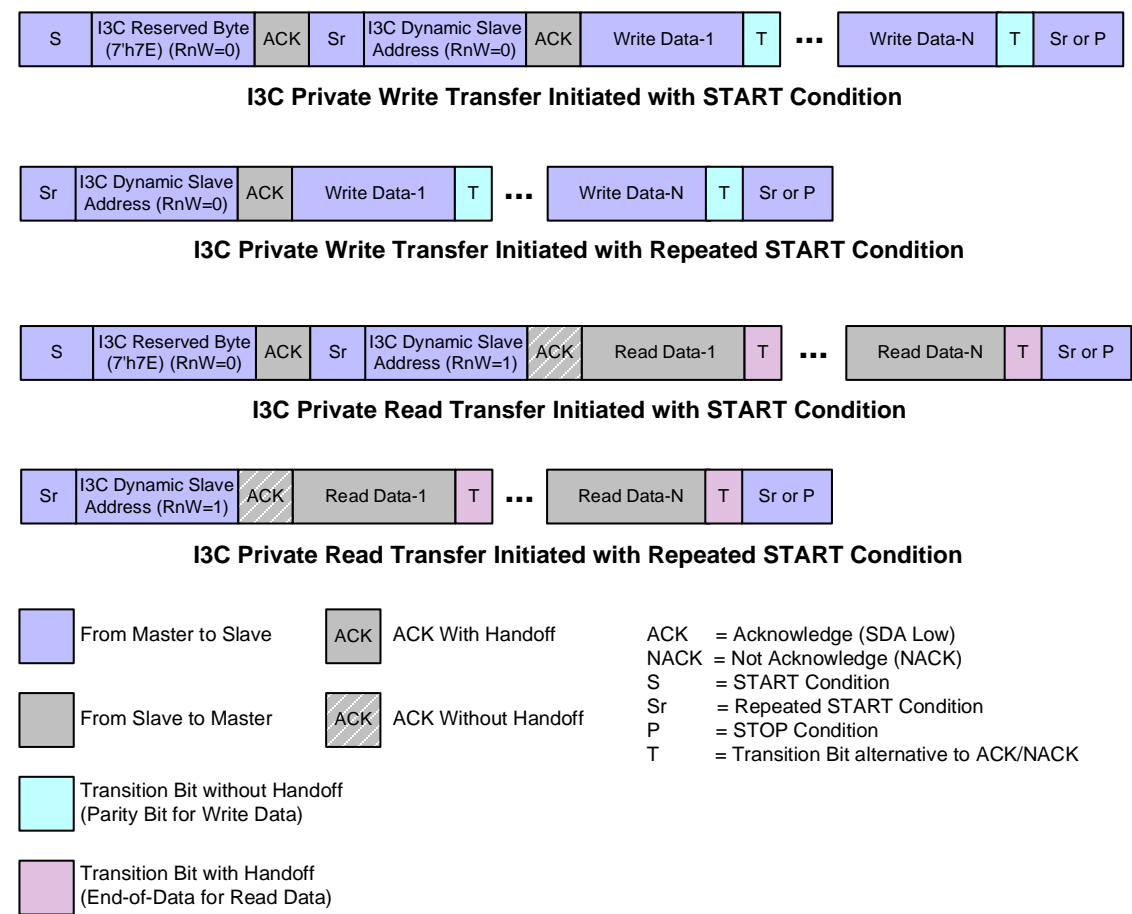 S I3C Reserved Byte (7'h7E) (RnW=0) ACK Sr I3C Dynamic Slave Address (RnW=0) ACK Write Data-1 T ... Write Data-N T Sr or P
I3C Private Write Transfer Initiated with START Condition
Sr I3C Dynamic Slave Address (RnW=0) ACK Write Data-1 T ... Write Data-N T Sr or P
I3C Private Write Transfer Initiated with Repeated START Condition
S I3C Reserved Byte (7'h7E) (RnW=0) ACK Sr I3C Dynamic Slave Address (RnW=1) ACK Read Data-1 T ... Read Data-N T Sr or P
I3C Private Read Transfer Initiated with START Condition
Sr I3C Dynamic Slave Address (RnW=1) ACK Read Data-1 T ... Read Data-N T Sr or P
I3C Private Read Transfer Initiated with Repeated START Condition
From Master to Slave
From Slave to Master
Transition Bit without Handoff
(Parity Bit for Write Data)
Transition Bit with Handoff
(End-of-Data for Read Data)
ACK ACK With Handoff
ACK ACK Without Handoff
ACK = Acknowledge (SDA Low)
NACK = Not Acknowledge (NACK)
S = START Condition
Sr = Repeated START Condition
P = STOP Condition
T = Transition Bit alternative to ACK/NACK